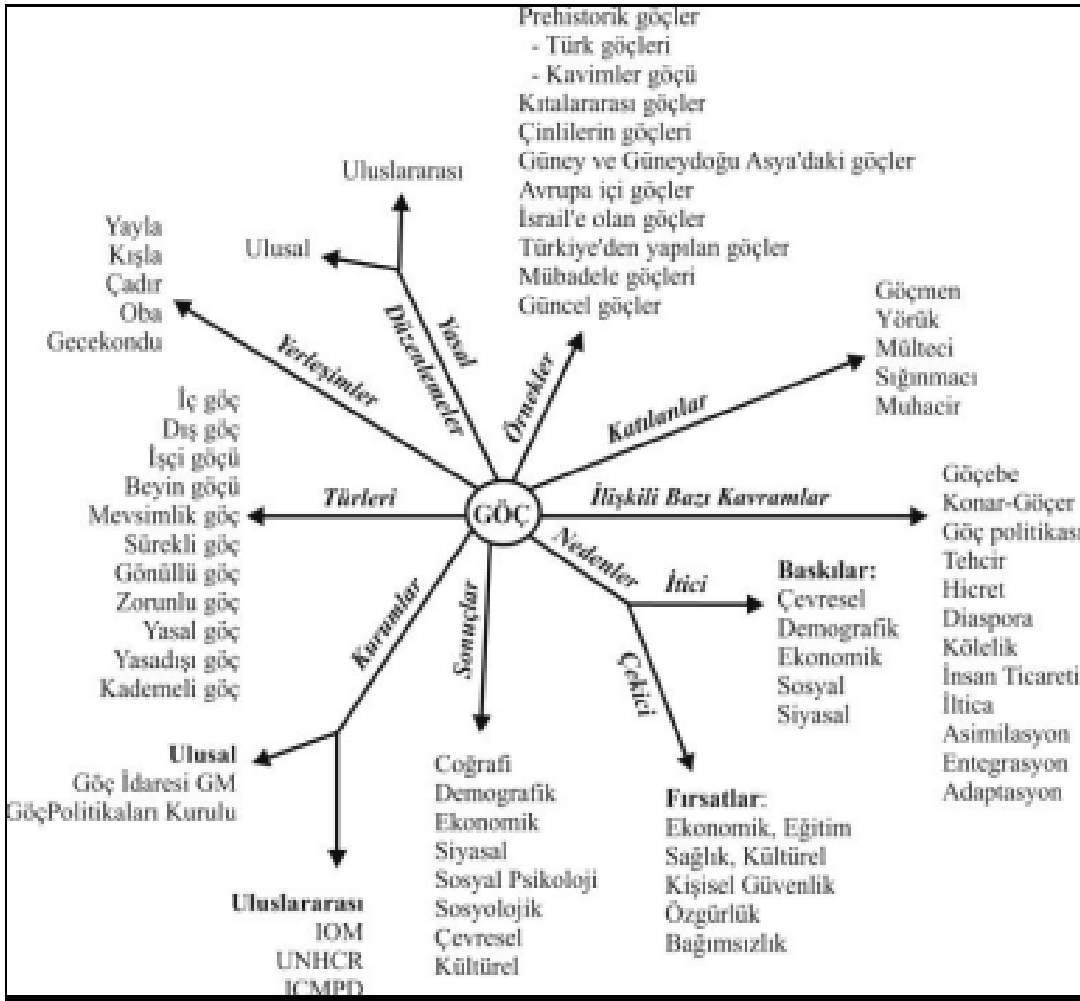 Prehistorik göçler
- Türk göçleri
- Kavimler göçü
Kıtalararası göçler
Çinlilerin göçleri
Güney ve Güneydoğu Asya'daki göçler
Avrupa içi göçler
İsrail'e olan göçler
Türkiye'den yapılan göçler
Mübadele göçleri
Güncel göçler
Uluslararası
Ulusal
Yasal
Düzenlemeler
Yayla
Kışla
Çadır
Oba
Gecekondu
Yerleşimler
Örnekler
Katılanlar
Göçmen
Yörük
Mülteci
Sığınmacı
Muhacir
İç göç
Dış göç
İşçi göçü
Beyin göçü
Mevsimlik göç
Sürekli göç
Gönüllü göç
Zorunlu göç
Yasal göç
Yasadışı göç
Kademeli göç
Türleri
GÖÇ
İlişkili Bazı Kavramlar
Göçebe
Konar-Göçer
Göç politikası
Tehcir
Hicret
Diaspora
Kölelik
İnsan Ticareti
İltica
Asimilasyon
Entegrasyon
Adaptasyon
Nedenler
İtici
Baskılar:
Çevresel
Demografik
Ekonomik
Sosyal
Siyasal
Çekici
Fırsatlar:
Ekonomik, Eğitim
Sağlık, Kültürel
Kişisel Güvenlik
Özgürlük
Bağımsızlık
Sonuçlar
Coğrafi
Demografik
Ekonomik
Siyasal
Sosyal Psikoloji
Sosyolojik
Çevresel
Kültürel
Kurumlar
Ulusal
Göç İdaresi GM
GöçPolitikaları Kurulu
Uluslararası
IOM
UNHCR
ICMPD